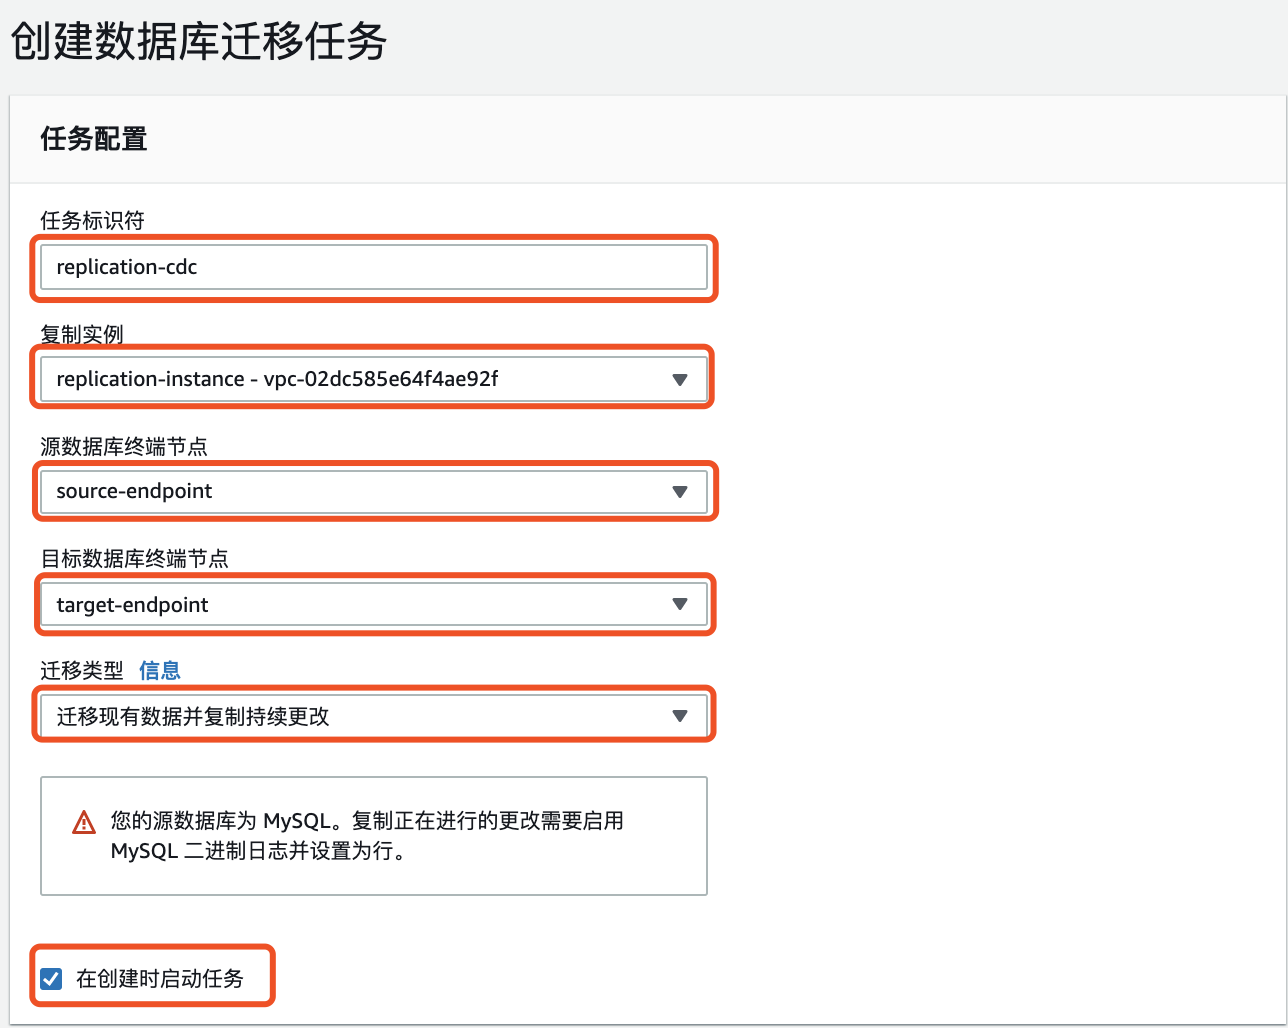 创建数据库迁移任务
任务配置
任务标识符
replication-cdc
复制实例
replication-instance - vpc-02dc585e64f4ae92f
源数据库终端节点
source-endpoint
目标数据库终端节点
target-endpoint
迁移类型 信息
迁移现有数据并复制持续更改
您的源数据库为 MySQL。复制正在进行的更改需要启用
MySQL 二进制日志并设置为行。
在创建时启动任务